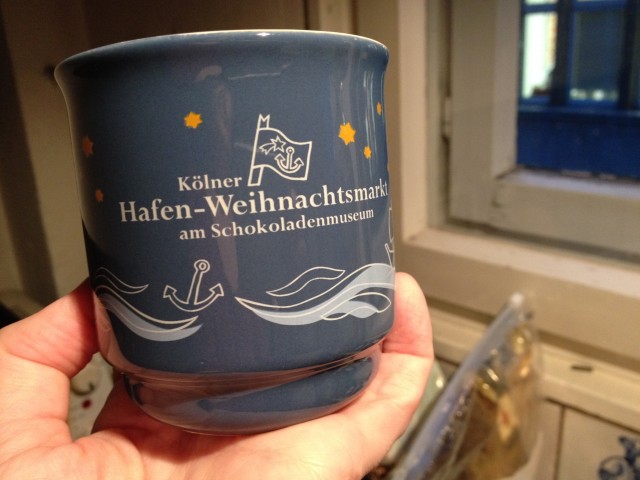 Kölner
Hafen-Weihnachtsmarkt
am Schokoladenmuseum